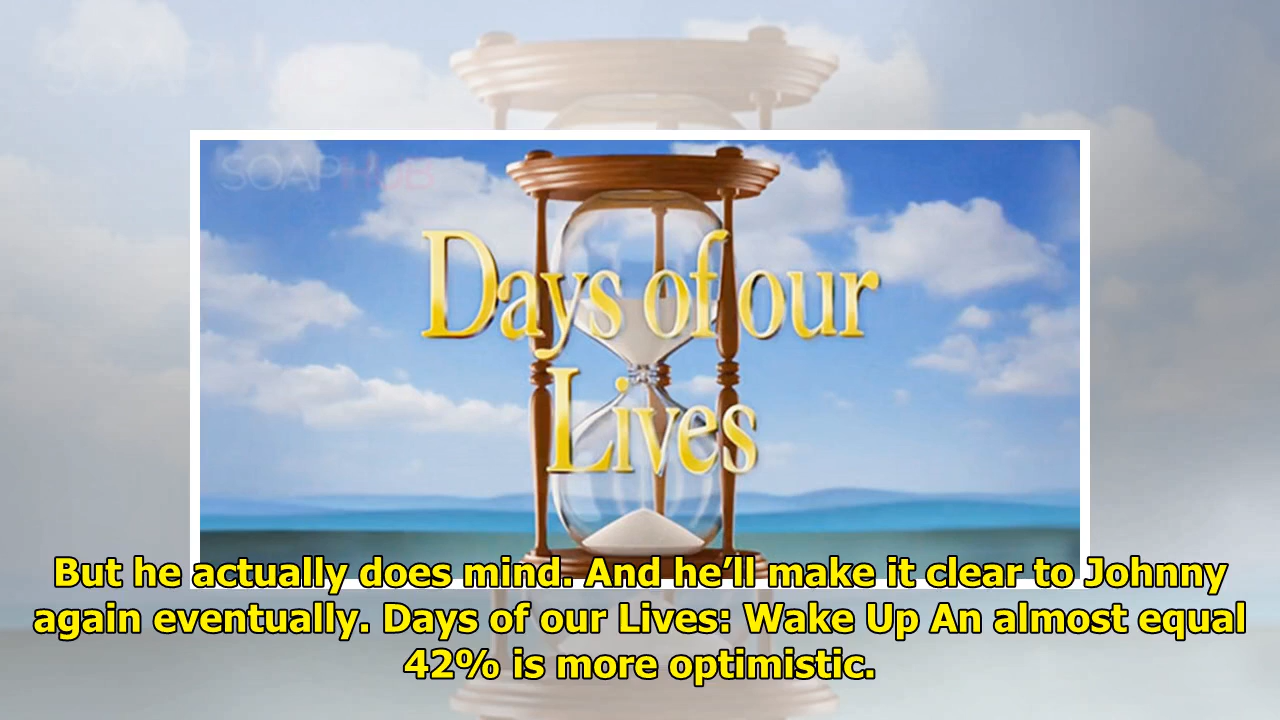 SOAPHUB
Days of our
Lives
But he actually does mind. And he’ll make it clear to Johnny
again eventually. Days of our Lives: Wake Up An almost equal
42% is more optimistic.